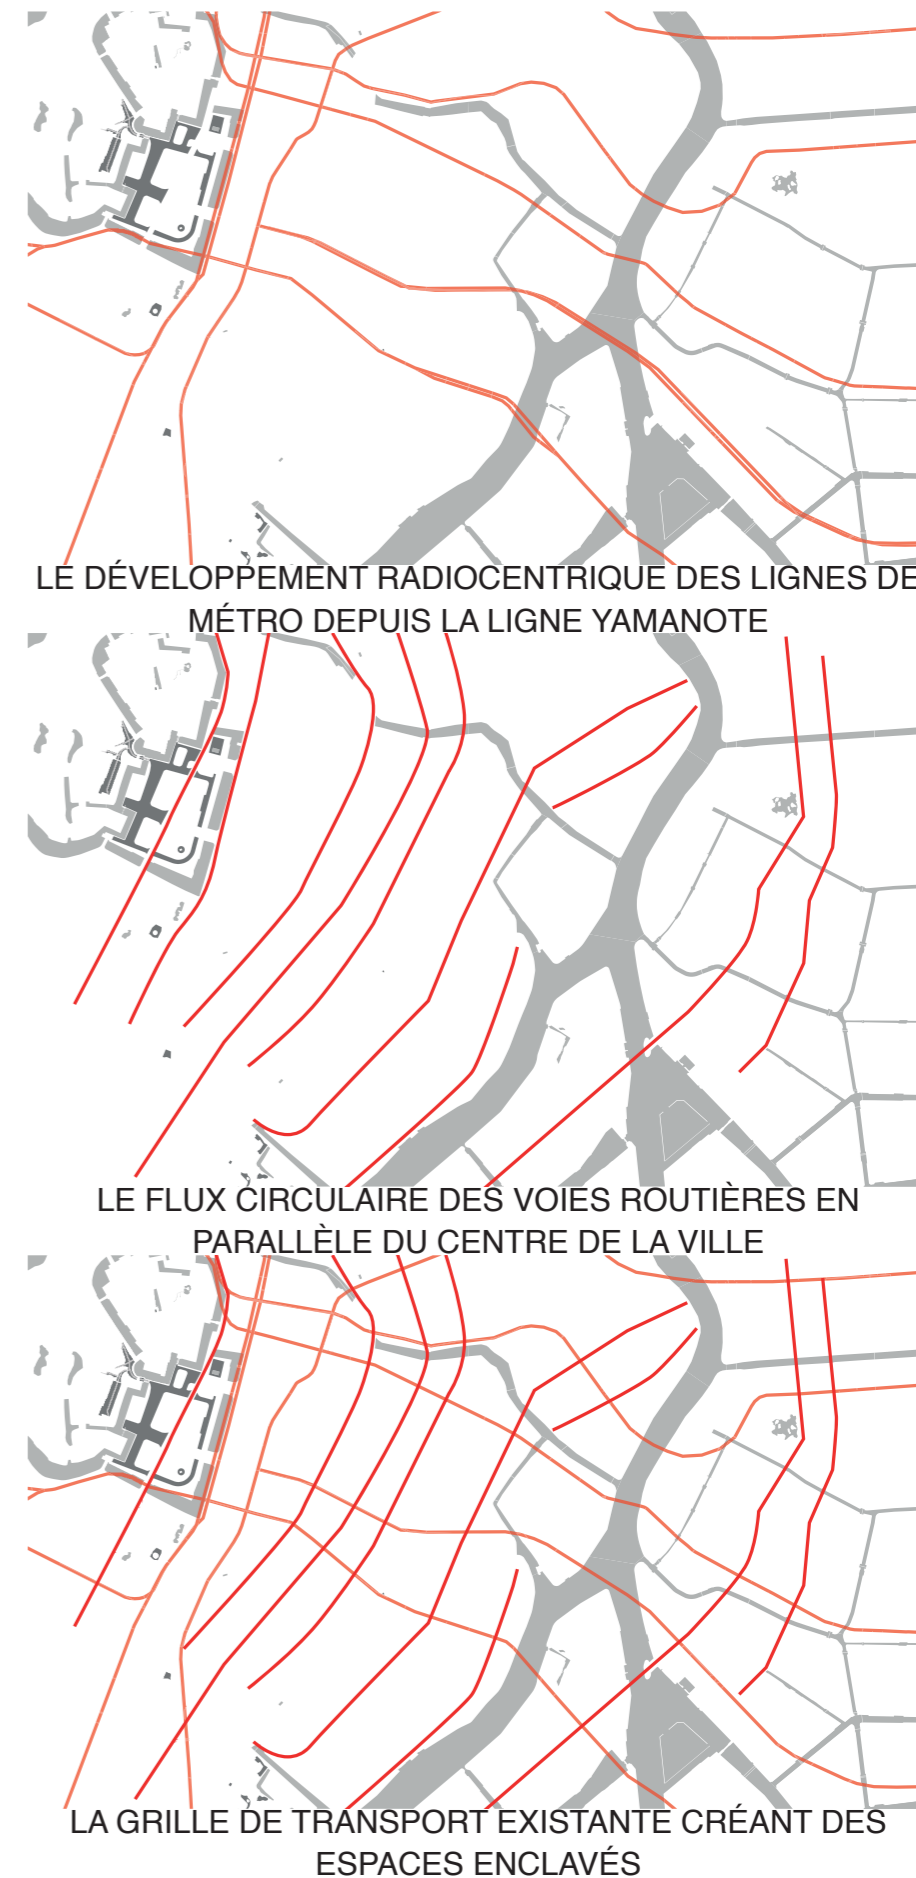 LE DÉVELOPPEMENT RADIOCENTRIQUE DES LIGNES DE
MÉTRO DEPUIS LA LIGNE YAMANOTE
LE FLUX CIRCULAIRE DES VOIES ROUTIÈRES EN
PARALLÈLE DU CENTRE DE LA VILLE
LA GRILLE DE TRANSPORT EXISTANTE CRÉANT DES
ESPACES ENCLAVÉS